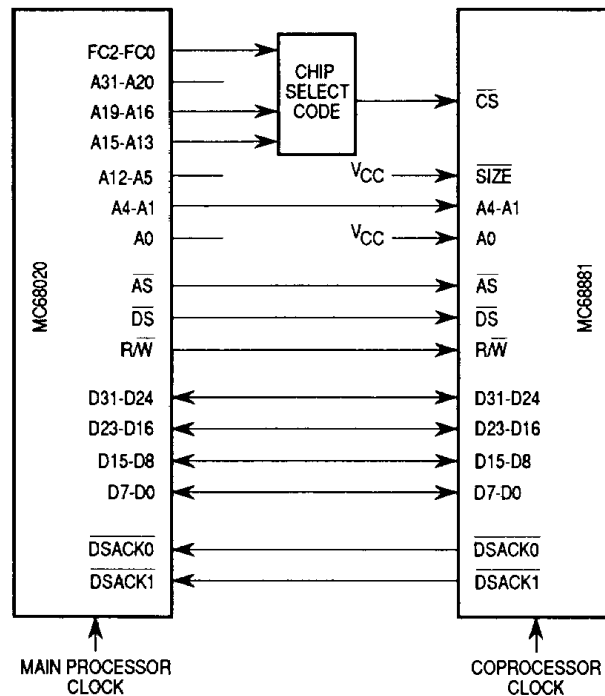 MC68020
FC2-FC0
A31-A20
A19-A16
A15-A13
A12-A5
A4-A1
A0
AS
DS
R/W
D31-D24
D23-D16
D15-D8
D7-D0
DSACK0
DSACK1
CHIP
SELECT
CODE
VCC
VCC
CS
SIZE
A4-A1
A0
AS
DS
R/W
D31-D24
D23-D16
D15-D8
D7-D0
DSACK0
DSACK1
MC68881
MAIN PROCESSOR
CLOCK
COPROCESSOR
CLOCK